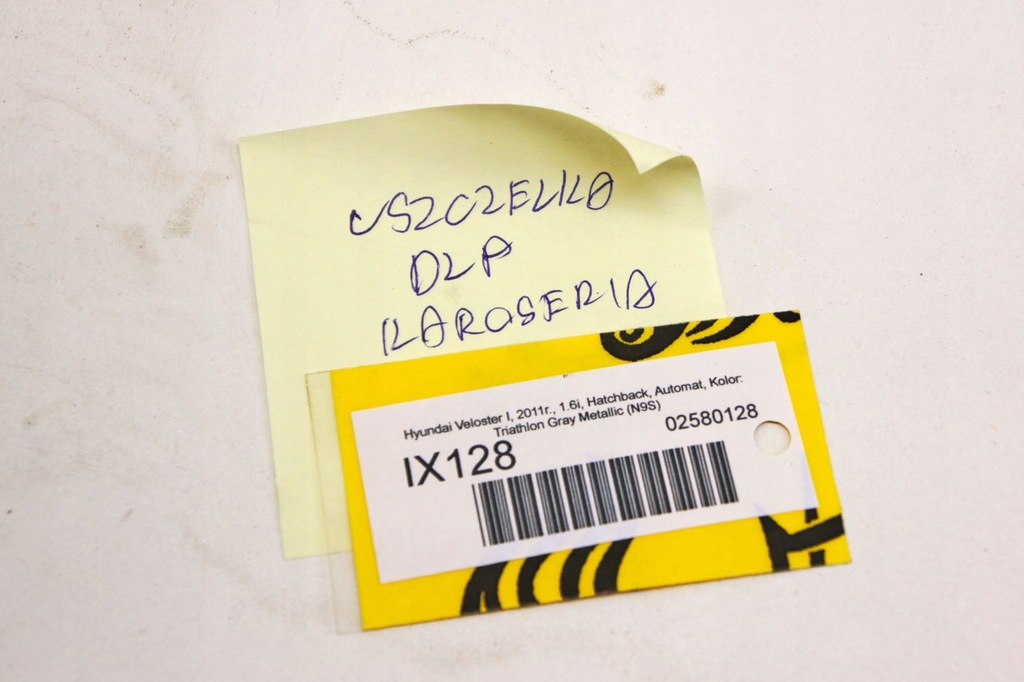 USZCZELKA
DLP
KAROSERIA
Hyundai Veloster I, 2011r., 1.6i, Hatchback, Automat, Kolor:
Triathlon Gray Metallic (N9S)
02580128
IX128